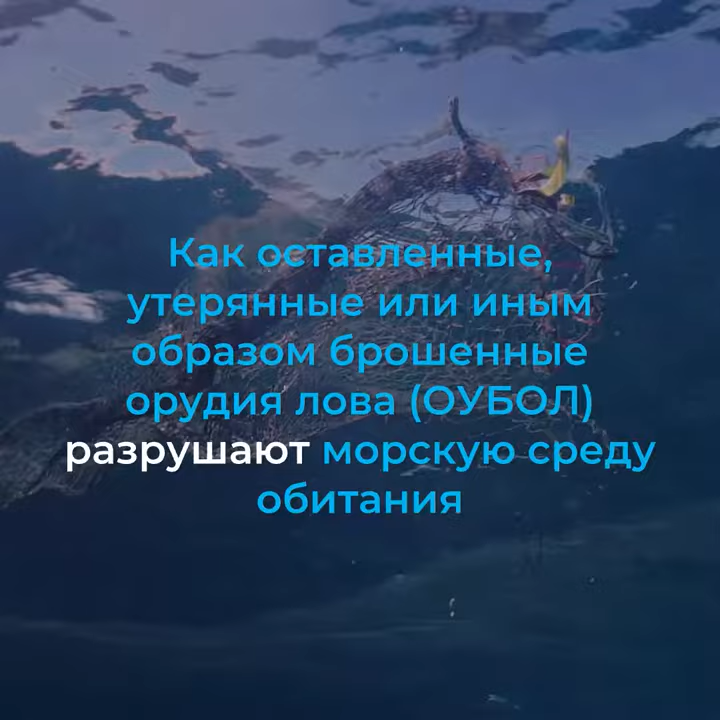 Как оставленные,
утерянные или иным
образом брошенные
орудия лова (ОУБОЛ)
разрушают морскую среду
обитания